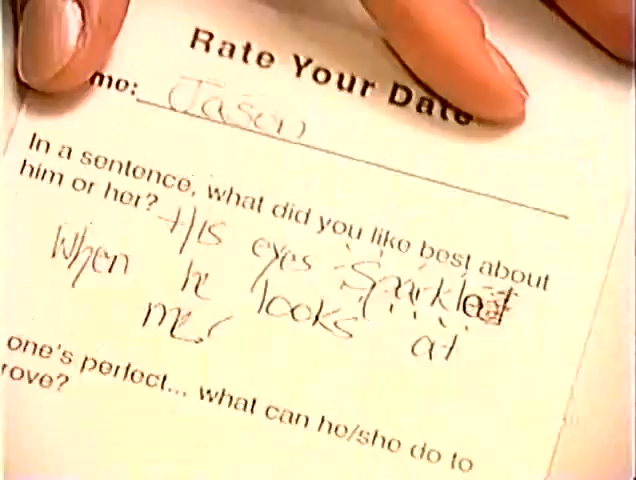 Rate Your Date
me: Jason
In a sentence, what did you like best about
him or her? His eyes Sparkle
When he looks at
me.
one's perfect... what can he/she do to
rove?